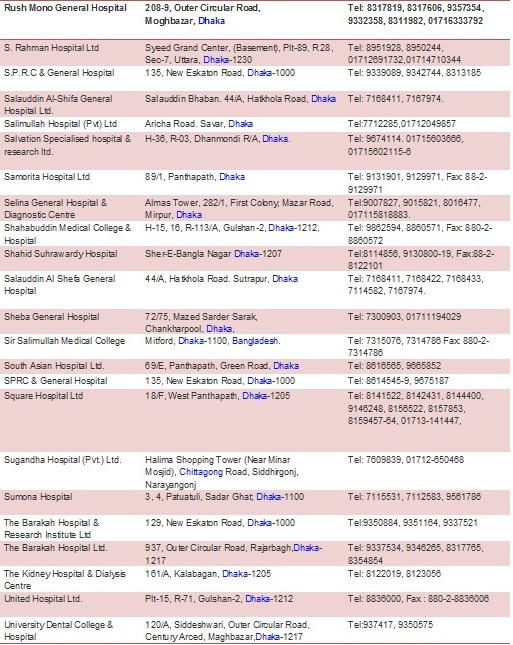 Rush Mono General Hospital 208-9, Outer Circular Road, Tel: 8317819, 8317606, 9357354,
Moghbazar, Dhaka 9332358, 8311982, 01716333792
S. Rahman Hospital Ltd Syeed Grand Center, (Basement), Plt-89, R 28, Tel: 8951928, 8950244,
Sec-7, Uttara, Dhaka-1230 01712691732,01714710344
S.P.R.C & General Hospital 135, New Eskaton Road, Dhaka-1000 Tel: 9339089, 9342744, 8313185
Salauddin Al-Shifa General Salauddin Bhaban. 44/A, Hatkhola Road, Dhaka Tel: 7168411, 7167974.
Hospital Ltd.
Salimullah Hospital (Pvt) Ltd Aricha Road. Savar, Dhaka Tel:7712285,01712049857
Salvation Specialised hospital & H-36, R-03, Dhanmondi R/A, Dhaka. Tel: 9674114. 01715603666,
research ltd. 01715602115-6
Samorita Hospital Ltd 89/1, Panthapath, Dhaka Tel: 9131901, 9129971, Fax: 88-2-
9129971
Selina General Hospital & Almas Tower, 282/1, First Colony, Mazar Road, Tel:9007827, 9015821, 8016477,
Diagnostic Centre Mirpur, Dhaka 017115818883.
Shahabuddin Medical College & H-15, 16, R-113/A, Gulshan-2, Dhaka-1212, Tel: 9862594, 8860571, Fax: 880-2-
Hospital 8860572
Shahid Suhrawardy Hospital Sher-E-Bangla Nagar Dhaka-1207 Tel:8114856, 9130800-19, Fax:88-2-
8122101
Salauddin Al Shefa General 44/A, Hatkhola Road. Sutrapur, Dhaka Tel: 7168411, 7168422, 7168433,
Hospital 7114582, 7167974.
Sheba General Hospital 72/75, Mazed Sarder Sarak, Tel: 7300903, 01711194029
Chankharpool, Dhaka,
Sir Salimullah Medical College Mitford, Dhaka-1100, Bangladesh. Tel: 7315076, 7314786 Fax: 880-2-
7314786
South Asian Hospital Ltd. 69/E, Panthapath, Green Road, Dhaka Tel: 8616565, 9665852
SPRC & General Hospital 135, New Eskaton Road, Dhaka-1000 Tel: 8614545-9, 9675187
Square Hospital Ltd 18/F, West Panthapath, Dhaka-1205 Tel: 8141522, 8142431, 8144400,
9146248, 8156522, 8157853,
8159457-64, 01713-141447,
Sugandha Hospital (Pvt.) Ltd. Halima Shopping Tower (Near Minar Tel: 7609839, 01712-650468
Mosjid), Chittagong Road, Siddhirgonj,
Narayangonj
Sumona Hospital 3, 4, Patuatuli, Sadar Ghat; Dhaka-1100 Tel: 7115531, 7112583, 9561786
The Barakah Hospital & 129, New Eskaton Road, Dhaka-1000 Tel:9350884, 9351164, 9337521
Research Institute Ltd
The Barakah Hospital Ltd. 937, Outer Circular Road, Rajarbagh,Dhaka- Tel: 9337534, 9346265, 8317765,
1217 8354854
The Kidney Hospital & Dialysis 161/A, Kalabagan, Dhaka-1205 Tel: 8122019, 8123056
Centre
United Hospital Ltd. Plt-15, R-71, Gulshan-2, Dhaka-1212 Tel: 8836000, Fax : 880-2-8836006
University Dental College & 120/A, Siddeshwari, Outer Circular Road, Tel:937417, 9350575
Hospital Century Arced, Maghbazar,Dhaka-1217